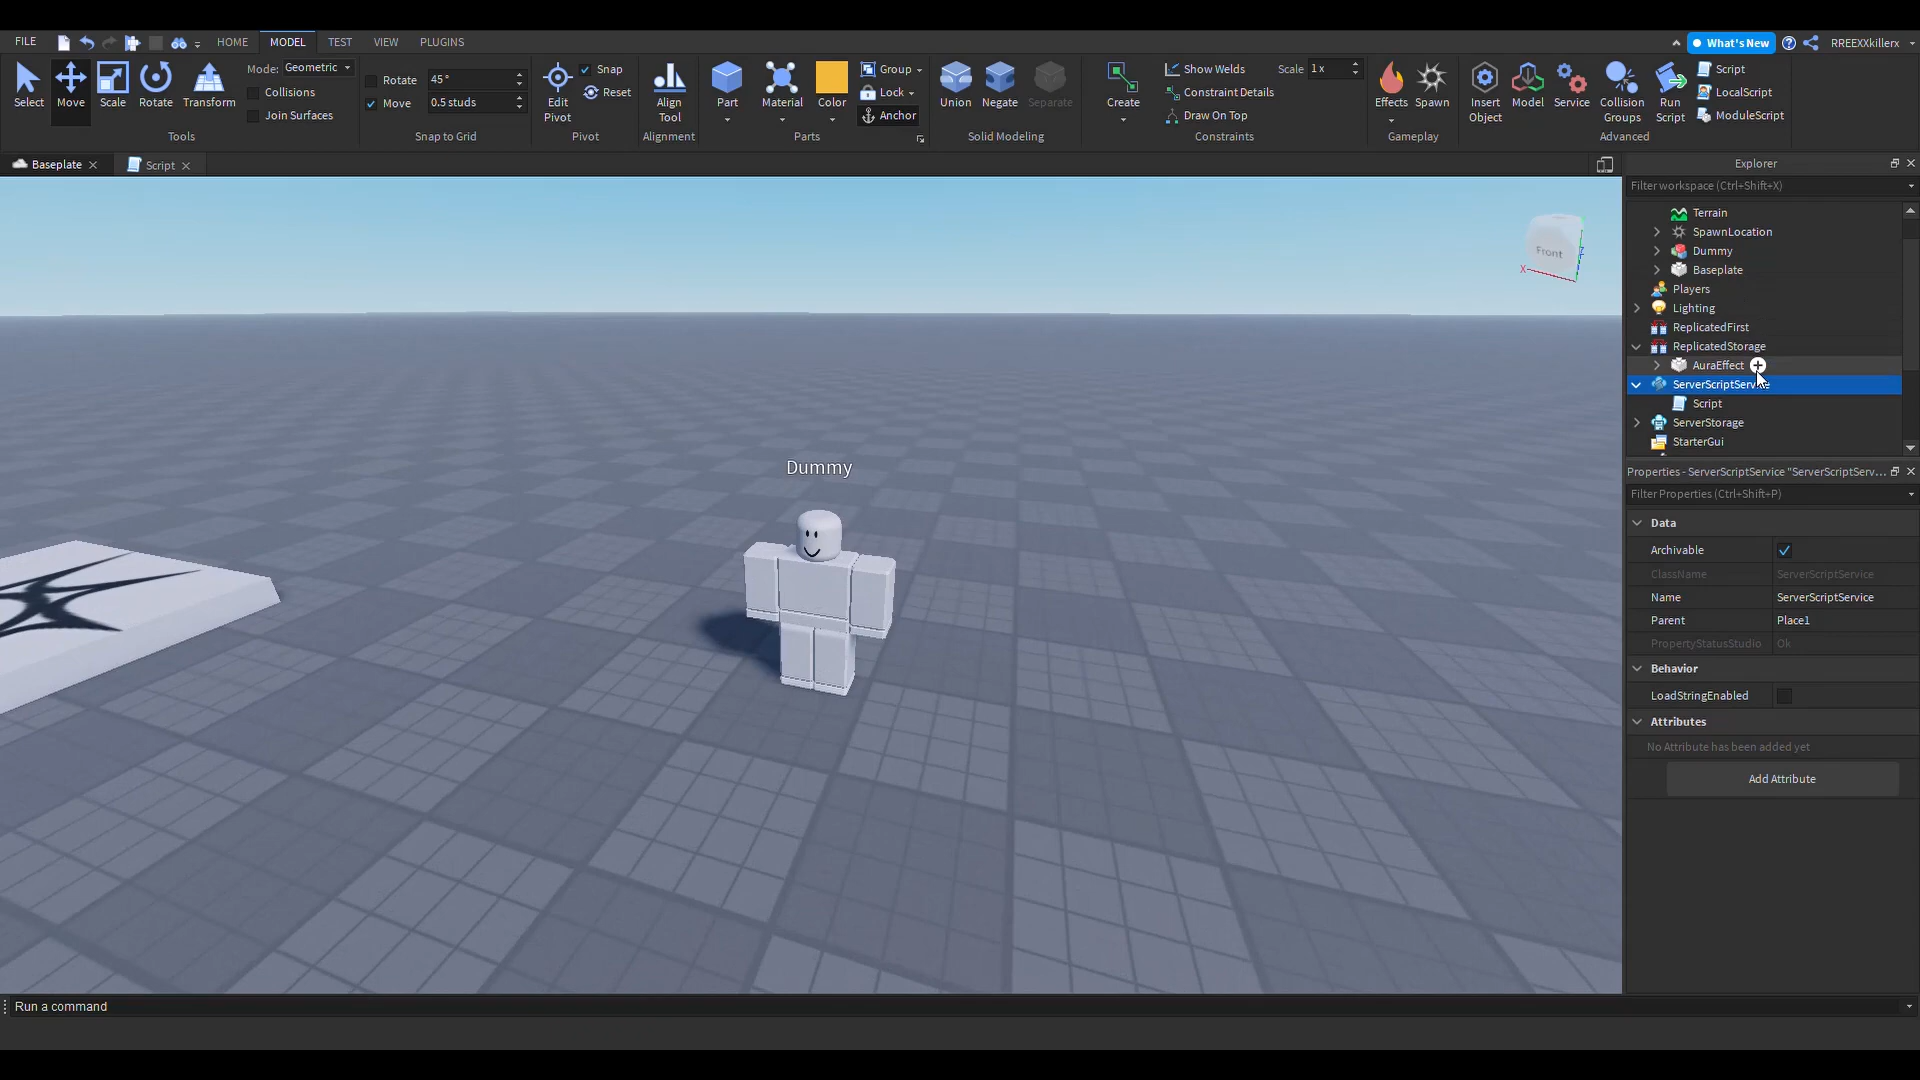 FILE HOME MODEL TEST VIEW PLUGINS What's New RREEXXkillerx
Select Move Scale Rotate Transform
Mode: Geometric
Collisions
Join Surfaces
Tools
Rotate 45°
Move 0.5 studs
Snap to Grid
Edit Pivot
Snap
Reset
Pivot
Align Tool
Alignment
Part Material Color
Group
Lock
Anchor
Parts
Union Negate Separate
Solid Modeling
Create
Show Welds Scale 1 x
Constraint Details
Draw On Top
Constraints
Effects Spawn
Gameplay
Insert Object Model Service Collision Groups Run Script
Script
LocalScript
ModuleScript
Advanced
Baseplate Script
Front
X
Z
Dummy
Explorer
Filter workspace (Ctrl+Shift+X)
Terrain
SpawnLocation
Dummy
Baseplate
Players
Lighting
ReplicatedFirst
ReplicatedStorage
AuraEffect
ServerScriptService
Script
ServerStorage
StarterGui
Properties - ServerScriptService "ServerScriptServ...
Filter Properties (Ctrl+Shift+P)
Data
Archivable
ClassName ServerScriptService
Name ServerScriptService
Parent Place1
PropertyStatusStudio Ok
Behavior
LoadStringEnabled
Attributes
No Attribute has been added yet
Add Attribute
Run a command